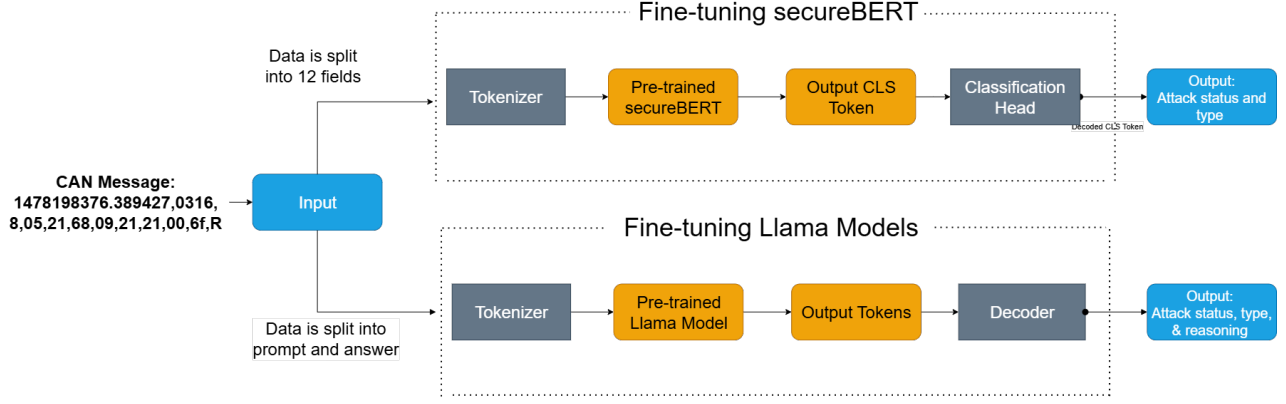 Fine-tuning secureBERT
Data is split
into 12 fields
Tokenizer
Pre-trained
secureBERT
Output CLS
Token
Classification
Head
Decoded CLS Token
Output:
Attack status and
type
CAN Message:
1478198376.389427,0316,
8,05,21,68,09,21,21,00,6f,R
Input
Fine-tuning Llama Models
Data is split into
prompt and answer
Tokenizer
Pre-trained
Llama Model
Output Tokens
Decoder
Output:
Attack status, type,
& reasoning